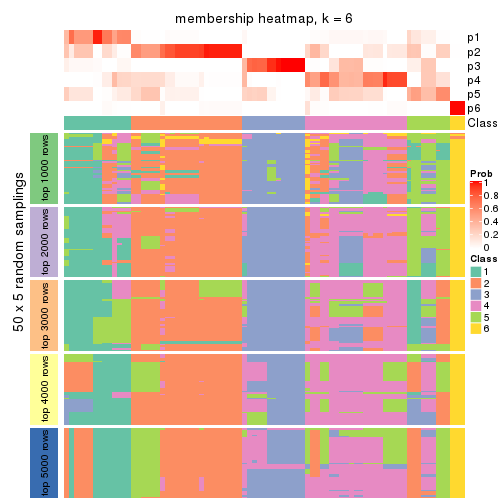 membership heatmap, k = 6
p1
p2
p3
p4
p5
p6
Class
50 x 5 random samplings
top 1000 rows
top 2000 rows
top 3000 rows
top 4000 rows
top 5000 rows
Prob
1
0.8
0.6
0.4
0.2
0
Class
1
2
3
4
5
6